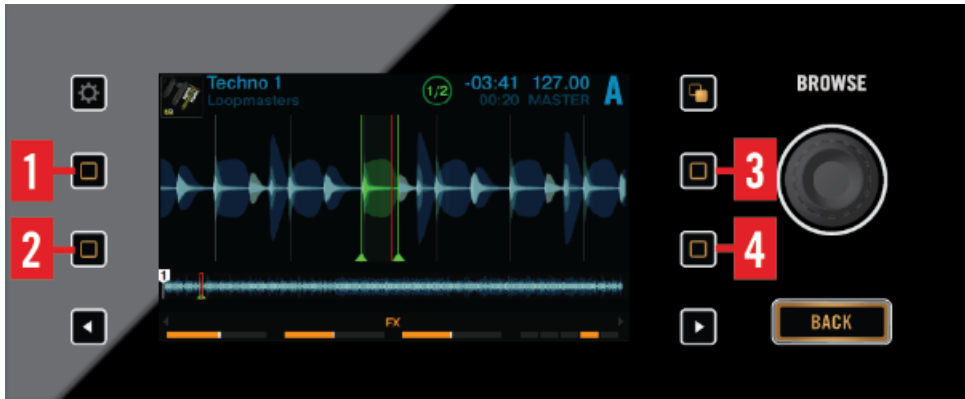 Techno 1
Loopmasters
1/2
-03:41 127.00
00:20 MASTER
A
BROWSE
1
2
3
4
1
FX
BACK